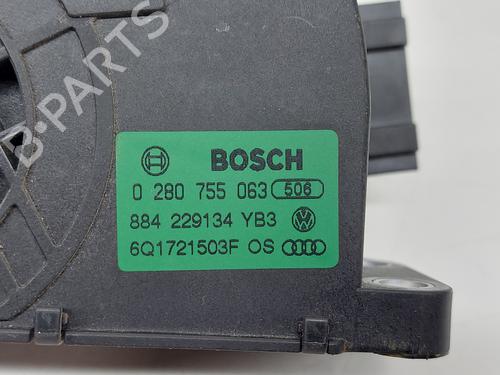 B-PARTS
BOSCH
0 280 755 063 506
884 229134 YB3
6Q1721503F OS